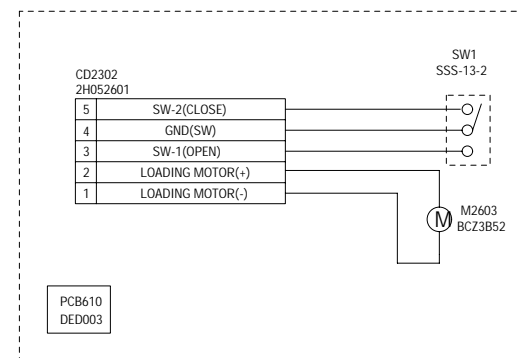 SW1
SSS-13-2
CD2302
2H052601
5 SW-2(CLOSE)
4 GND(SW)
3 SW-1(OPEN)
2 LOADING MOTOR(+)
1 LOADING MOTOR(-)
M M2603
BCZ3B52
PCB610
DED003